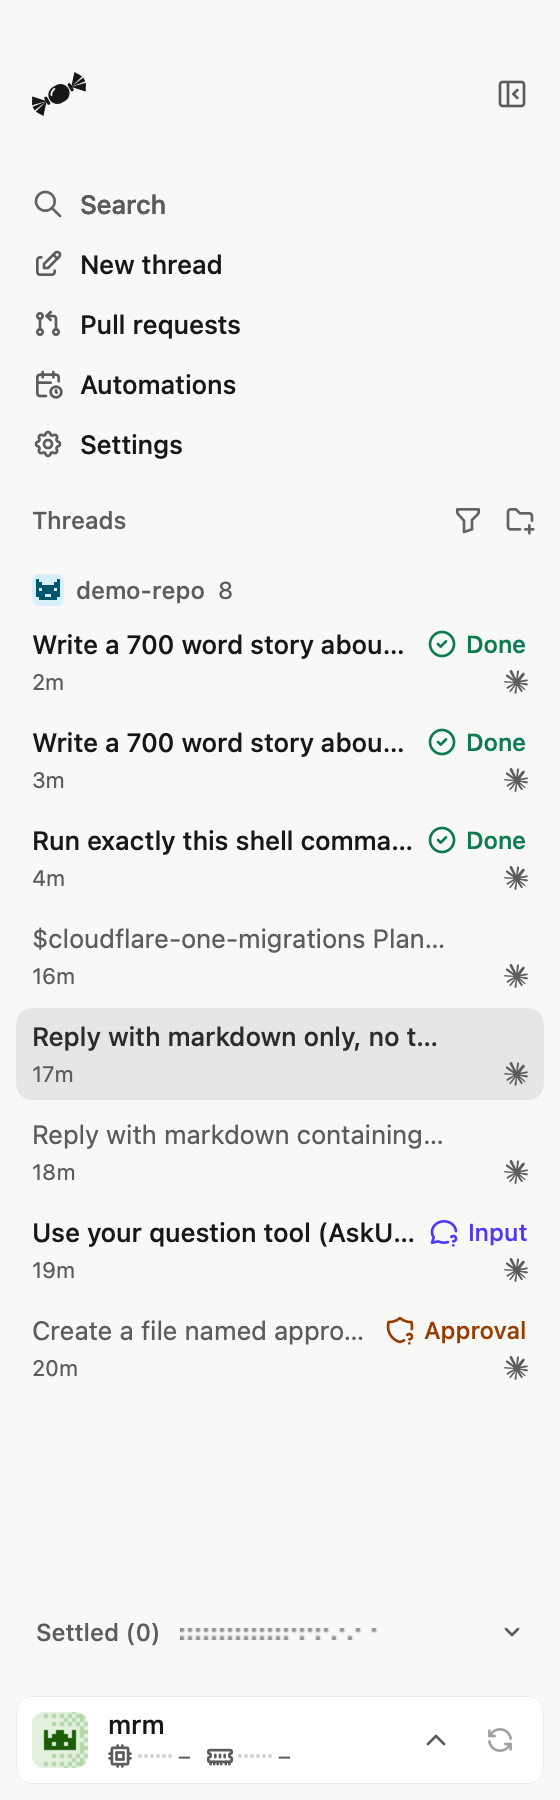 Search
New thread
Pull requests
Automations
Settings
Threads
demo-repo 8
Write a 700 word story abou... Done
2m
Write a 700 word story abou... Done
3m
Run exactly this shell comma... Done
4m
$cloudflare-one-migrations Plan...
16m
Reply with markdown only, no t...
17m
Reply with markdown containing...
18m
Use your question tool (AskU... Input
19m
Create a file named appro... Approval
20m
Settled (0)
mrm
– –